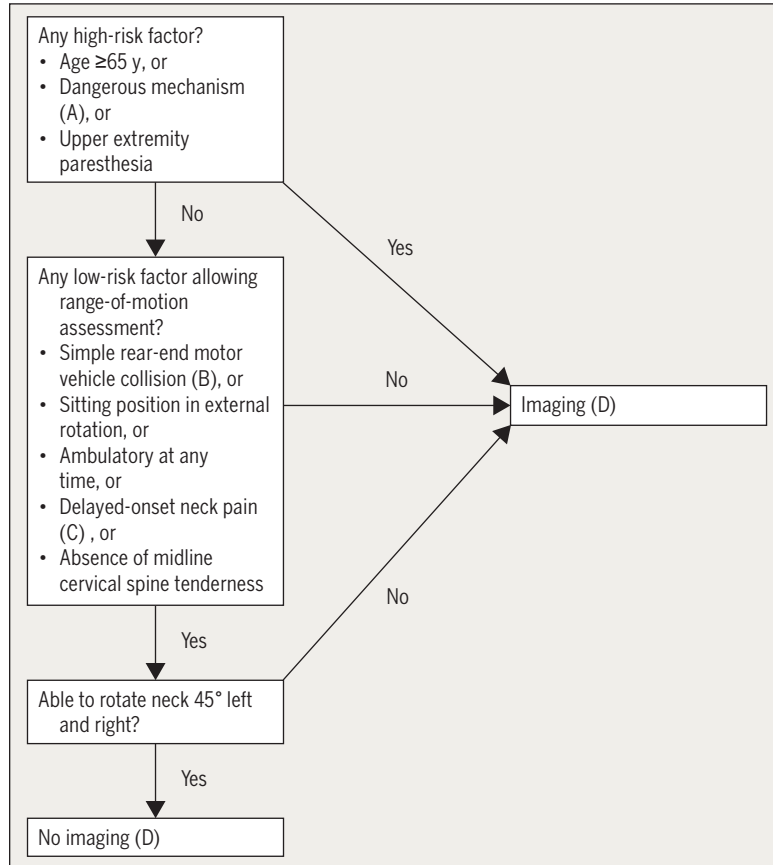 Any high-risk factor?
• Age ≥65 y, or
• Dangerous mechanism
(A), or
• Upper extremity
paresthesia
No
Yes
Any low-risk factor allowing
range-of-motion
assessment?
• Simple rear-end motor
vehicle collision (B), or
• Sitting position in external
rotation, or
• Ambulatory at any
time, or
• Delayed-onset neck pain
(C) , or
• Absence of midline
cervical spine tenderness
No
Imaging (D)
No
Yes
Able to rotate neck 45° left
and right?
Yes
No imaging (D)